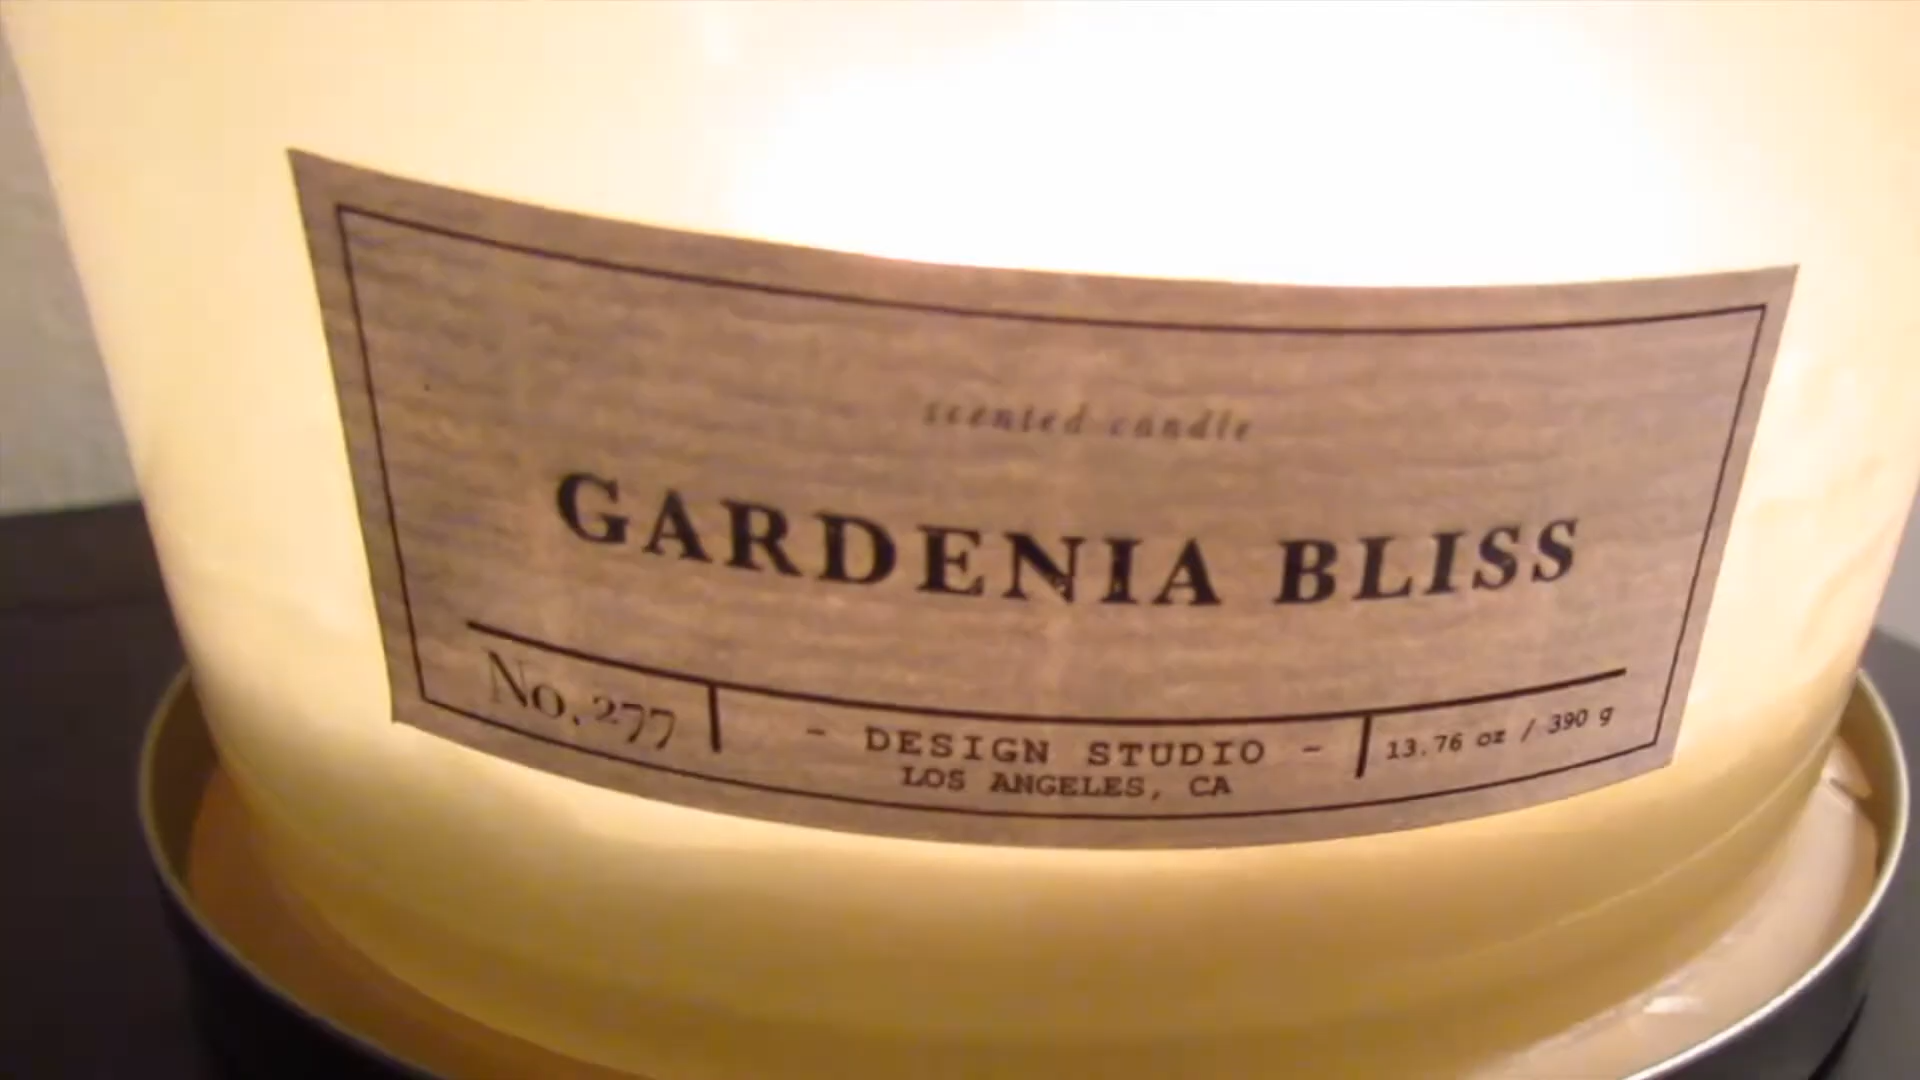 scented candle
GARDENIA BLISS
No. 277
- DESIGN STUDIO -
LOS ANGELES, CA
13.76 oz / 390 g